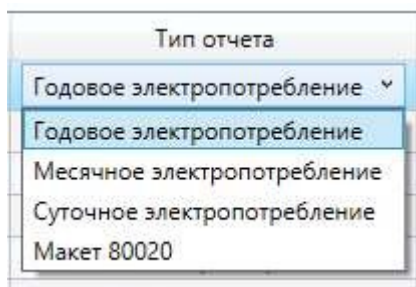 Тип отчета
Годовое электропотребление
Годовое электропотребление
Месячное электропотребление
Суточное электропотребление
Макет 80020